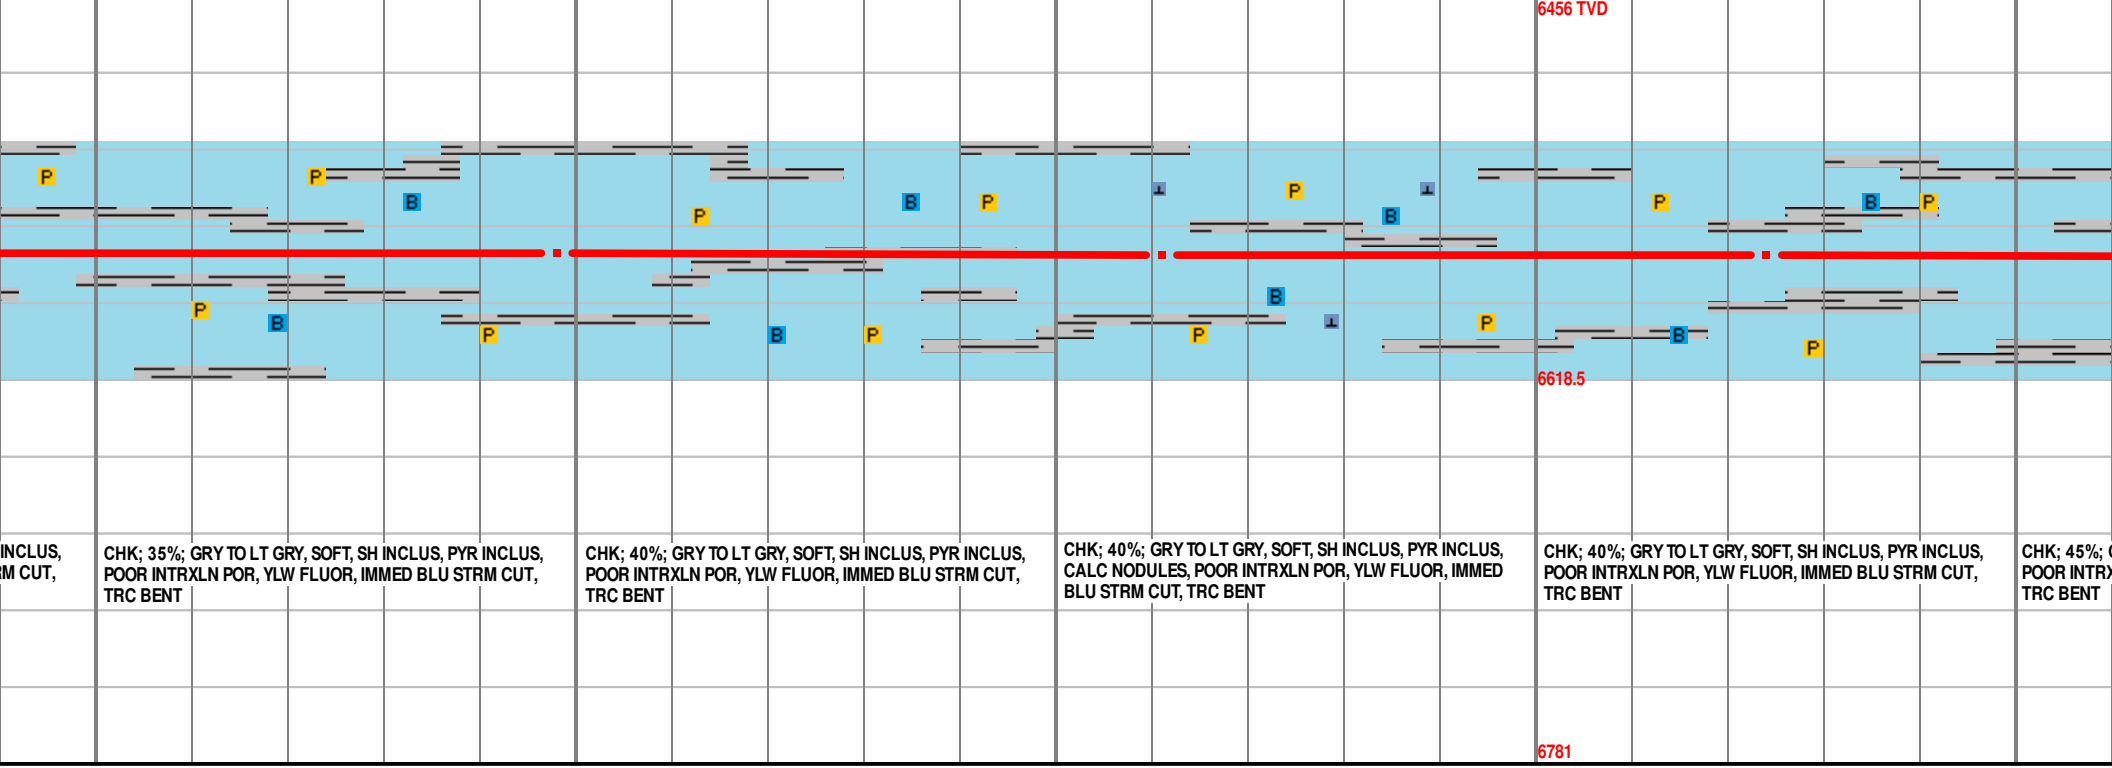 6456 TVD
P
P
B
P
B
P
P
B
P
B
P
B
P
P
B
P
B
P
B
P
P
B
P
6618.5
INCLUS,
M CUT,
CHK; 35%; GRY TO LT GRY, SOFT, SH INCLUS, PYR INCLUS,
POOR INTRXLN POR, YLW FLUOR, IMMED BLU STRM CUT,
TRC BENT
CHK; 40%; GRY TO LT GRY, SOFT, SH INCLUS, PYR INCLUS,
POOR INTRXLN POR, YLW FLUOR, IMMED BLU STRM CUT,
TRC BENT
CHK; 40%; GRY TO LT GRY, SOFT, SH INCLUS, PYR INCLUS,
CALC NODULES, POOR INTRXLN POR, YLW FLUOR, IMMED
BLU STRM CUT, TRC BENT
CHK; 40%; GRY TO LT GRY, SOFT, SH INCLUS, PYR INCLUS,
POOR INTRXLN POR, YLW FLUOR, IMMED BLU STRM CUT,
TRC BENT
CHK; 45%;
POOR INTRX
TRC BENT
6781